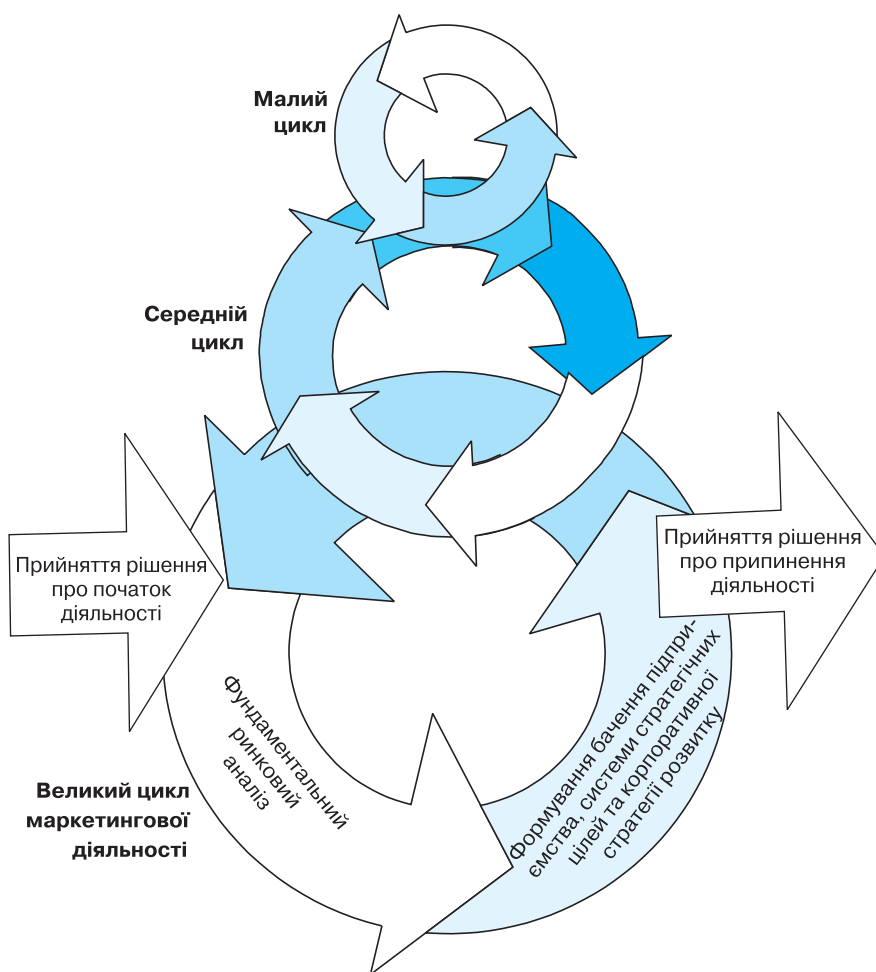 Малий
цикл
Середній
цикл
Прийняття рішення
про початок
діяльності
Прийняття рішення
про припинення
діяльності
Фундаментальний
ринковий
аналіз
Формування бачення підпри-
ємства, системи стратегічних
цілей та корпоративної
стратегії розвитку
Великий цикл
маркетингової
діяльності